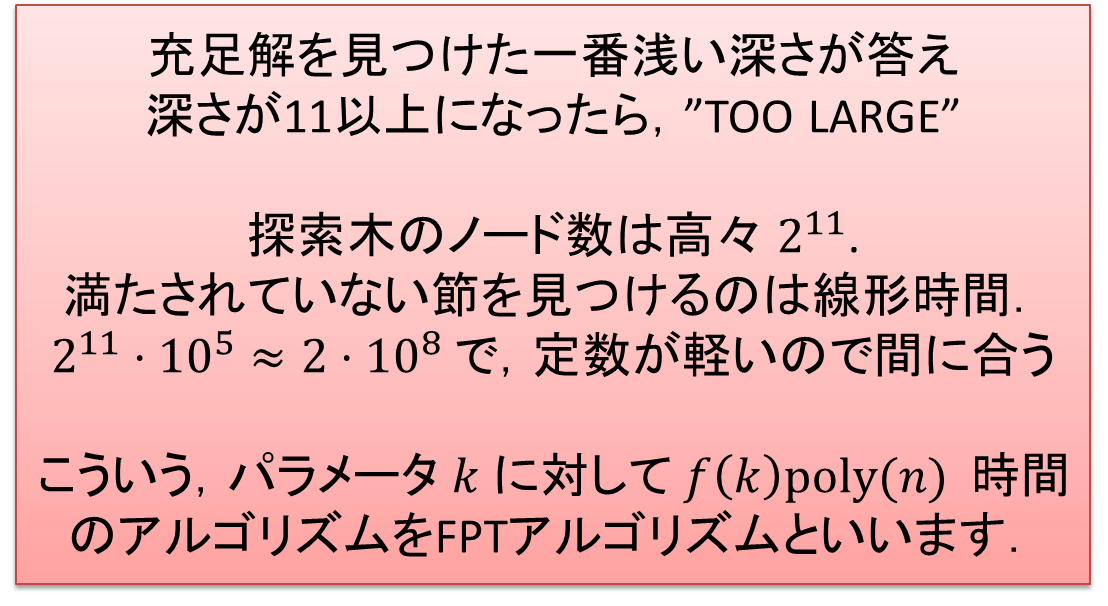 充足解を見つけた一番浅い深さが答え
深さが11以上になったら, ”TOO LARGE”
探索木のノード数は高々 2¹¹.
満たされていない節を見つけるのは線形時間.
2¹¹ ⋅ 10⁵ ≈ 2 ⋅ 10⁸ で, 定数が軽いので間に合う
こういう, パラメータ k に対して f(k)poly(n) 時間
のアルゴリズムをFPTアルゴリズムといいます.